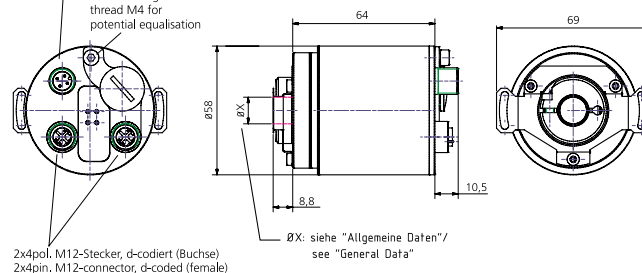 thread M4 for
potential equalisation
64
69
Ø58
ØX
8,8
10,5
ØX: siehe "Allgemeine Daten"/
see "General Data"
2x4pol. M12-Stecker, d-codiert (Buchse)
2x4pin. M12-connector, d-coded (female)